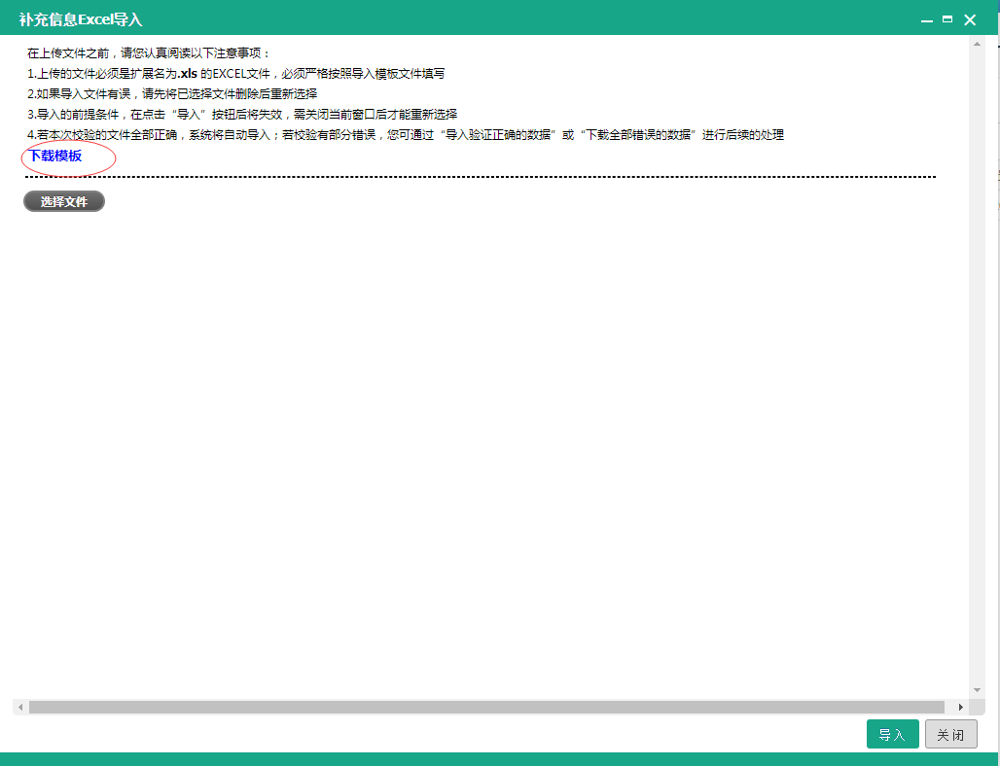 补充信息Excel导入
在上传文件之前，请您认真阅读以下注意事项：
1.上传的文件必须是扩展名为.xls 的EXCEL文件，必须严格按照导入模板文件填写
2.如果导入文件有误，请先将已选择文件删除后重新选择
3.导入的前提条件，在点击“导入”按钮后将失效，需关闭当前窗口后才能重新选择
4.若本次校验的文件全部正确，系统将自动导入；若校验有部分错误，您可通过“导入验证正确的数据”或“下载全部错误的数据”进行后续的处理
下载模板
选择文件
导入
关闭